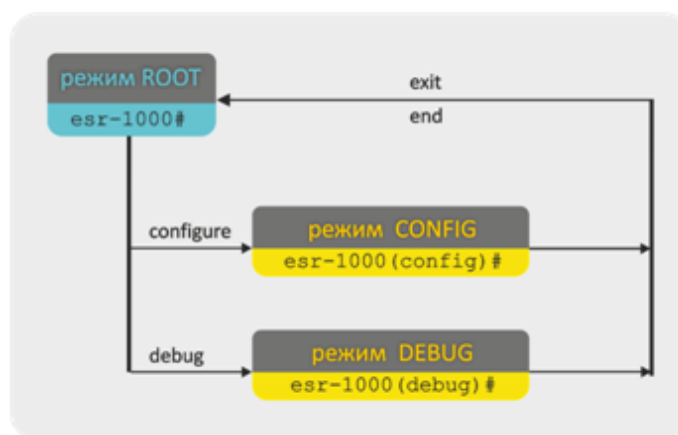 режим ROOT
esr-1000#
exit
end
configure
режим CONFIG
esr-1000(config)#
debug
режим DEBUG
esr-1000(debug)#